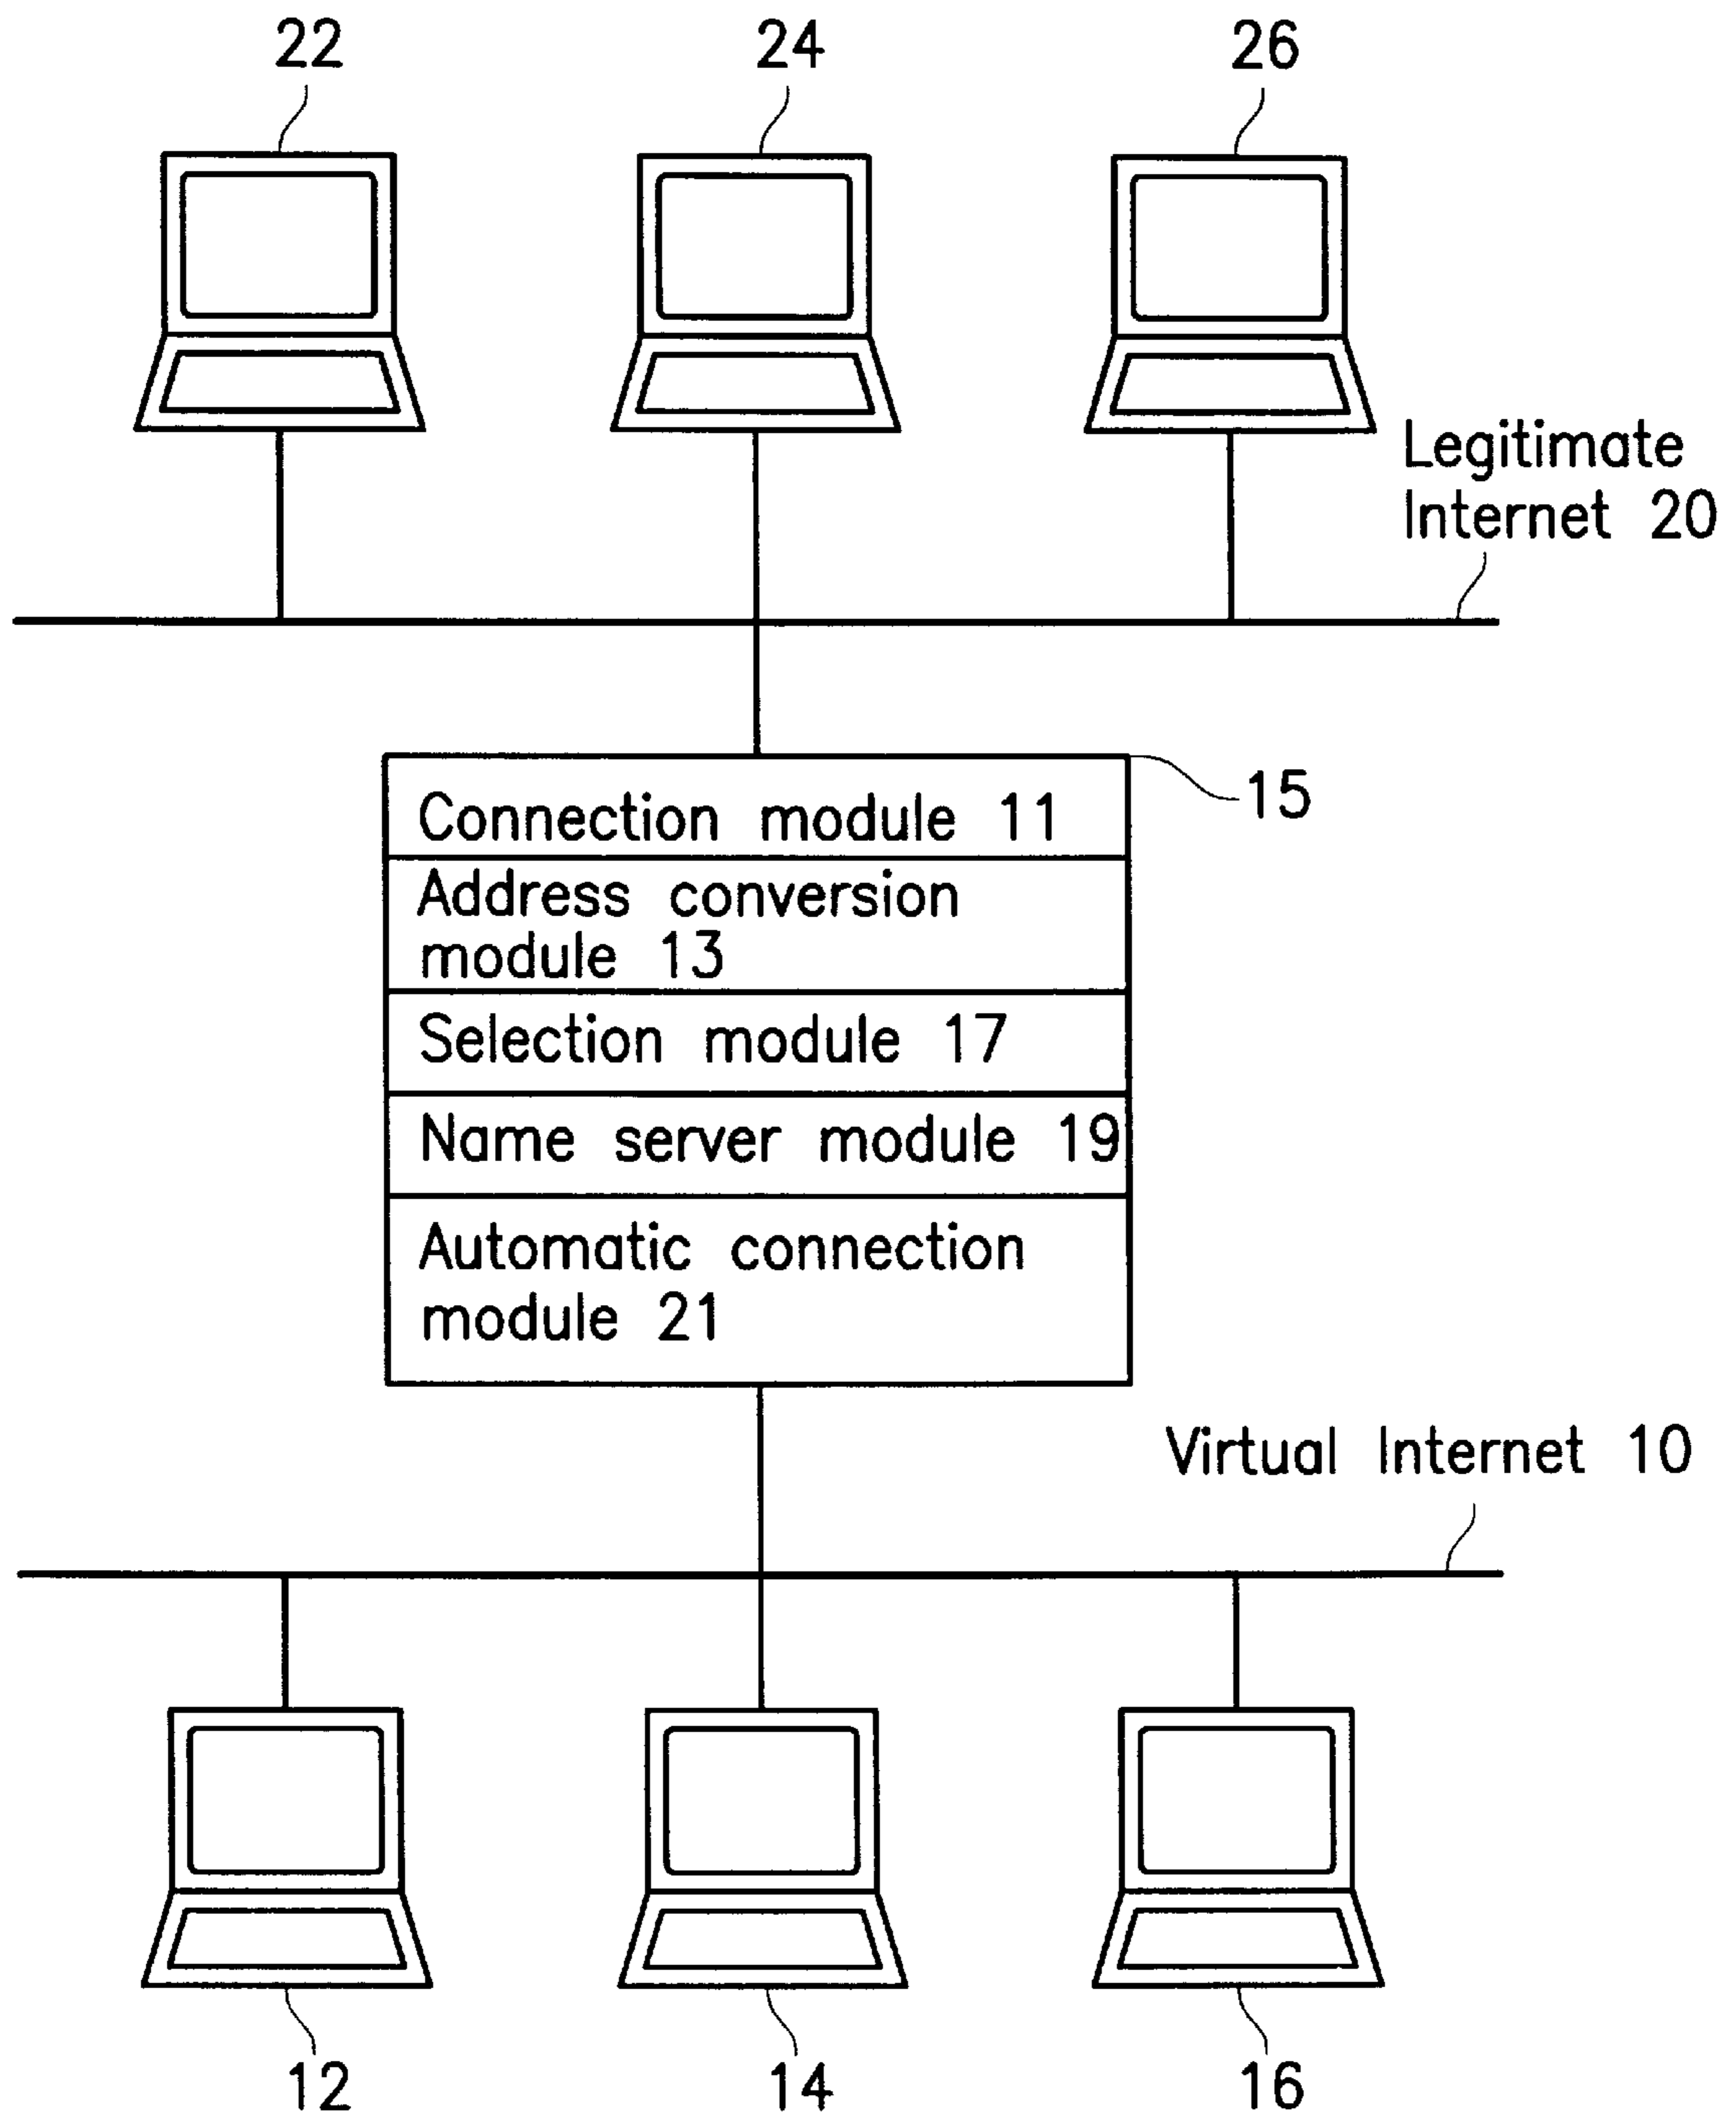 22
24
26
Legitimate
Internet 20
15
Connection module 11
Address conversion
module 13
Selection module 17
Name server module 19
Automatic connection
module 21
Virtual Internet 10
12
14
16